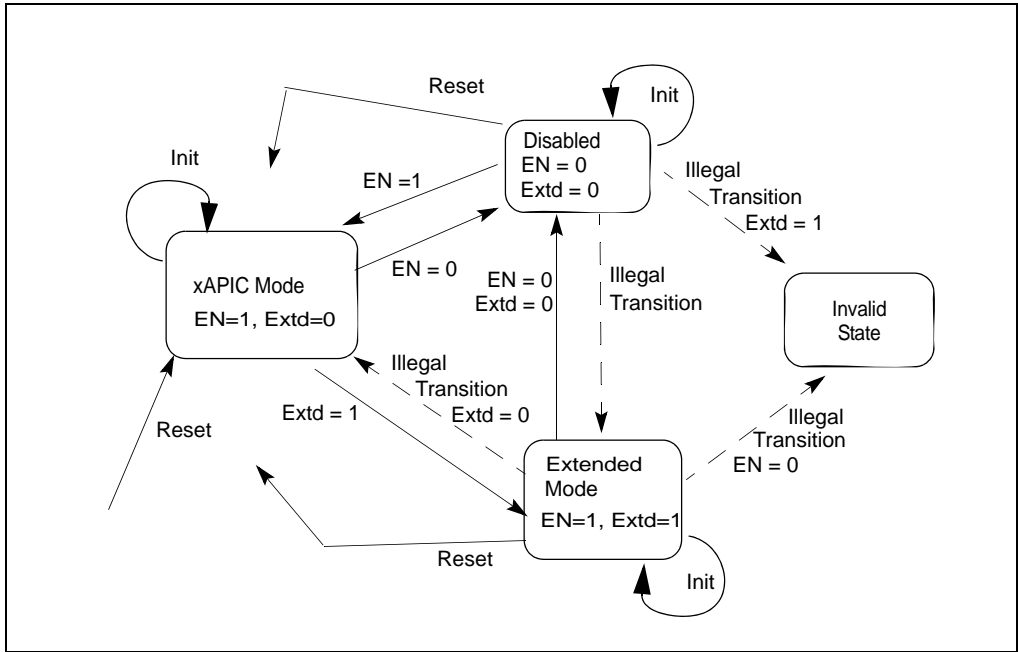 Reset
Init
Disabled
EN = 0
Extd = 0
Init
EN =1
Illegal
Transition
Extd = 1
xAPIC Mode
EN=1, Extd=0
EN = 0
EN = 0
Extd = 0
Illegal
Transition
Invalid
State
Illegal
Transition
Extd = 0
Extd = 1
Reset
Illegal
Transition
EN = 0
Extended
Mode
EN=1, Extd=1
Reset
Init